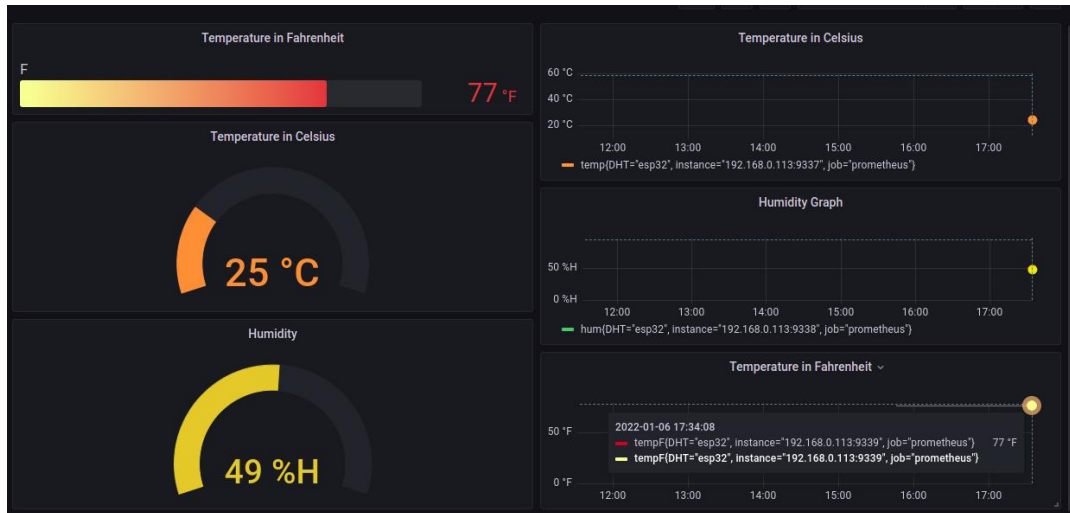 Temperature in Fahrenheit
F
77 °F
Temperature in Celsius
25 °C
Humidity
49 %H
Temperature in Celsius
60 °C
40 °C
20 °C
12:00 13:00 14:00 15:00 16:00 17:00
temp{DHT="esp32", instance="192.168.0.113:9337", job="prometheus"}
Humidity Graph
50 %H
0 %H
12:00 13:00 14:00 15:00 16:00 17:00
hum{DHT="esp32", instance="192.168.0.113:9338", job="prometheus"}
Temperature in Fahrenheit
50 °F
2022-01-06 17:34:08
tempF{DHT="esp32", instance="192.168.0.113:9339", job="prometheus"} 77 °F
tempF{DHT="esp32", instance="192.168.0.113:9339", job="prometheus"}
0 °F
12:00 13:00 14:00 15:00 16:00 17:00